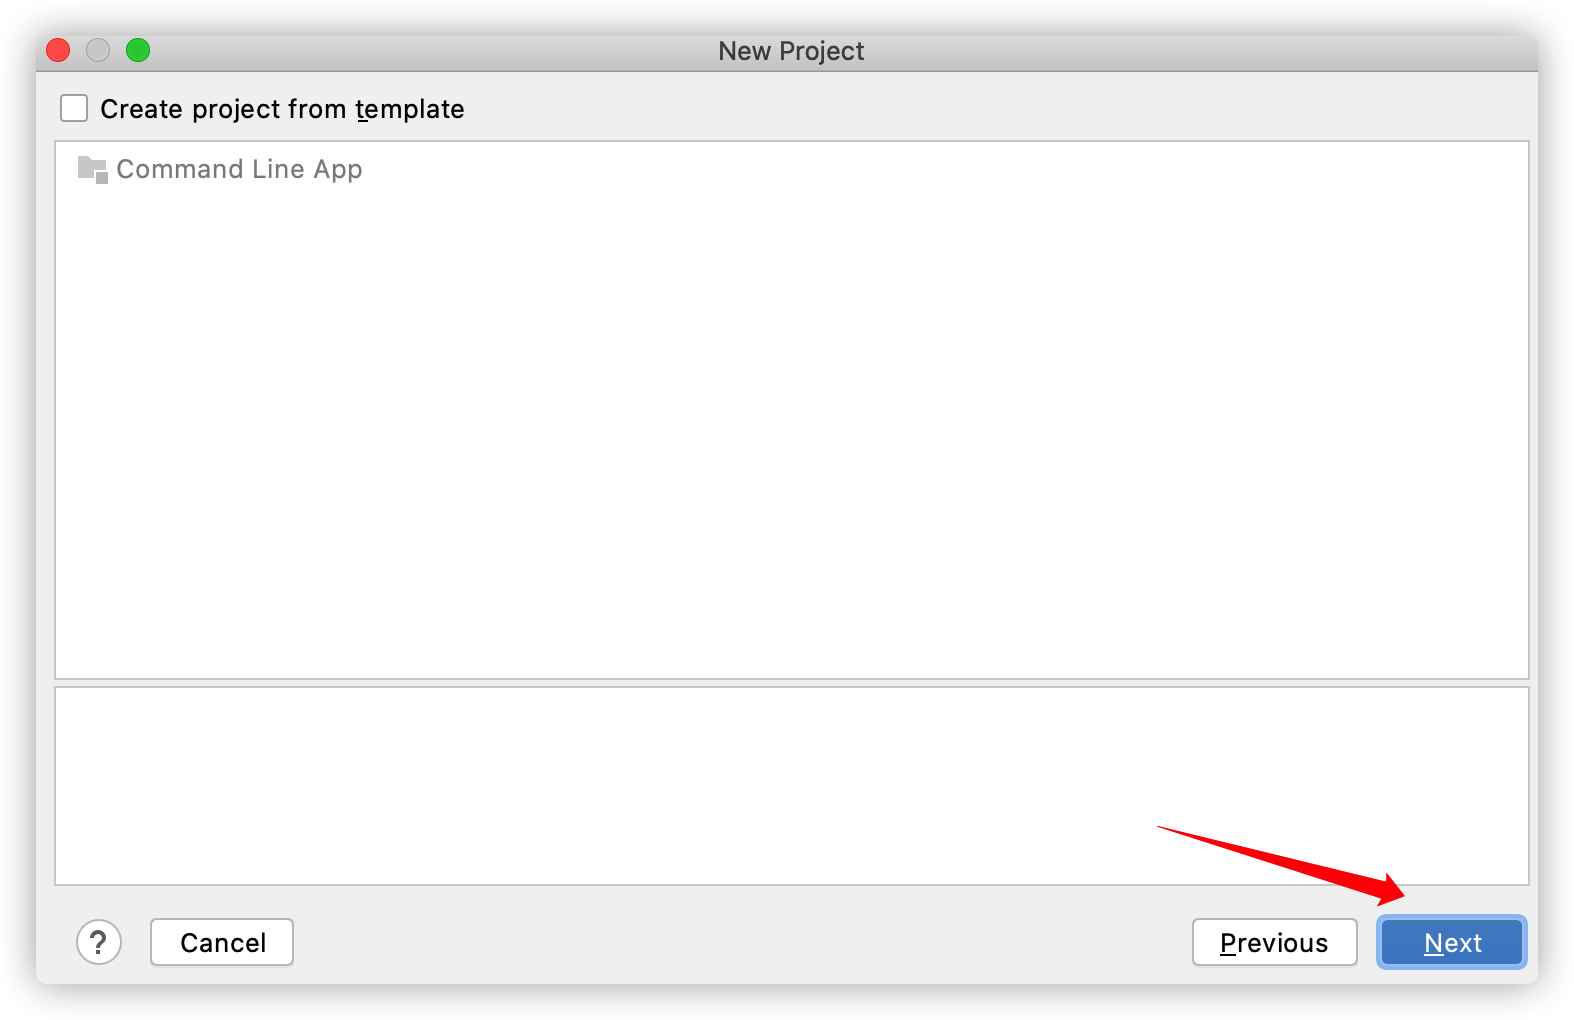 New Project
Create project from template
Command Line App
?
Cancel
Previous
Next